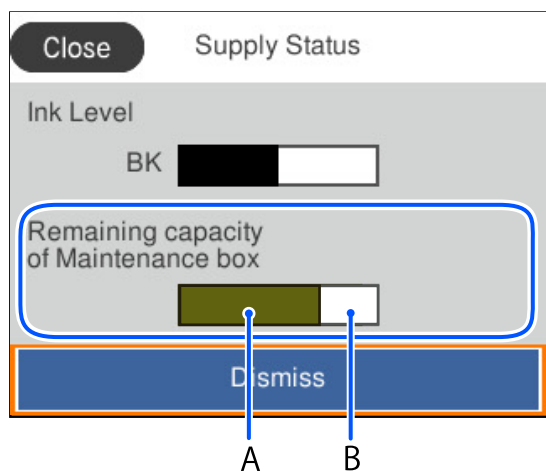 Close
Supply Status
Ink Level
BK
Remaining capacity
of Maintenance box
Dismiss
A
B